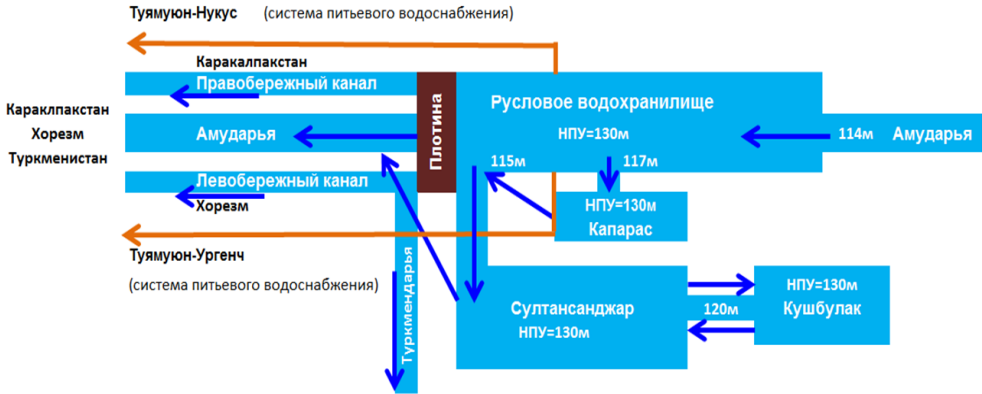 Туямуюн-Нукус (система питьевого водоснабжения)
Каракалпакстан
Правобережный канал
Караклпакстан
Хорезм
Туркменистан
Амударья
Плотина
Русловое водохранилище
НПУ=130м
114м Амударья
115м
117м
Левобережный канал
Хорезм
НПУ=130м
Капарас
Туямуюн-Ургенч
(система питьевого водоснабжения)
Туркмендарья
Султансанджар
НПУ=130м
120м
НПУ=130м
Кушбулак